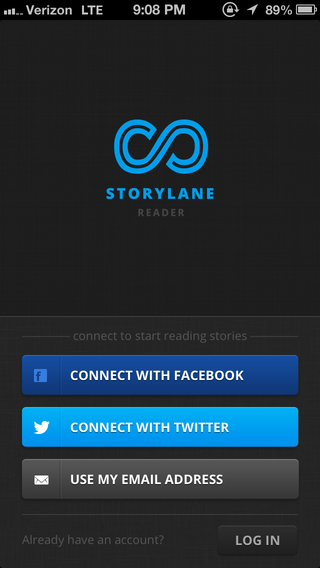 Verizon LTE 9:08 PM 89%
STORYLANE
READER
connect to start reading stories
CONNECT WITH FACEBOOK
CONNECT WITH TWITTER
USE MY EMAIL ADDRESS
Already have an account? LOG IN